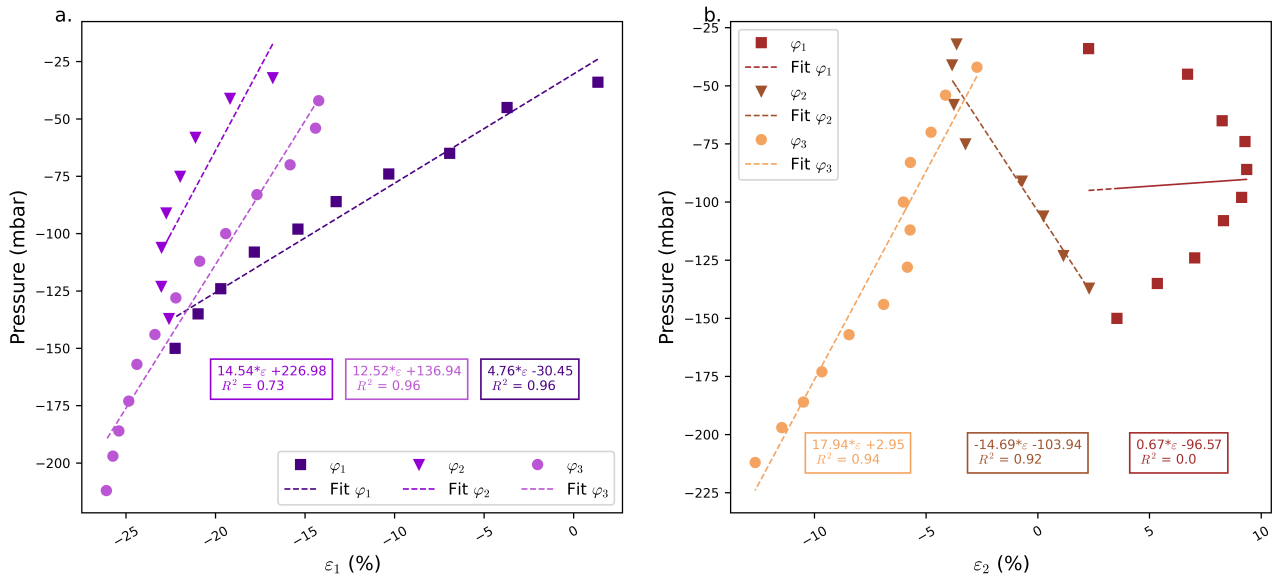 a.
−25
−50
−75
−100
−125
−150
−175
−200
Pressure (mbar)
14.54*ε +226.98
R² = 0.73
12.52*ε +136.94
R² = 0.96
4.76*ε -30.45
R² = 0.96
φ₁ φ₂ φ₃
Fit φ₁ Fit φ₂ Fit φ₃
−25 −20 −15 −10 −5 0
ε₁ (%)
b.
−25
−50
−75
−100
−125
−150
−175
−200
−225
Pressure (mbar)
φ₁
Fit φ₁
φ₂
Fit φ₂
φ₃
Fit φ₃
17.94*ε +2.95
R² = 0.94
-14.69*ε -103.94
R² = 0.92
0.67*ε -96.57
R² = 0.0
−10 −5 0 5 10
ε₂ (%)